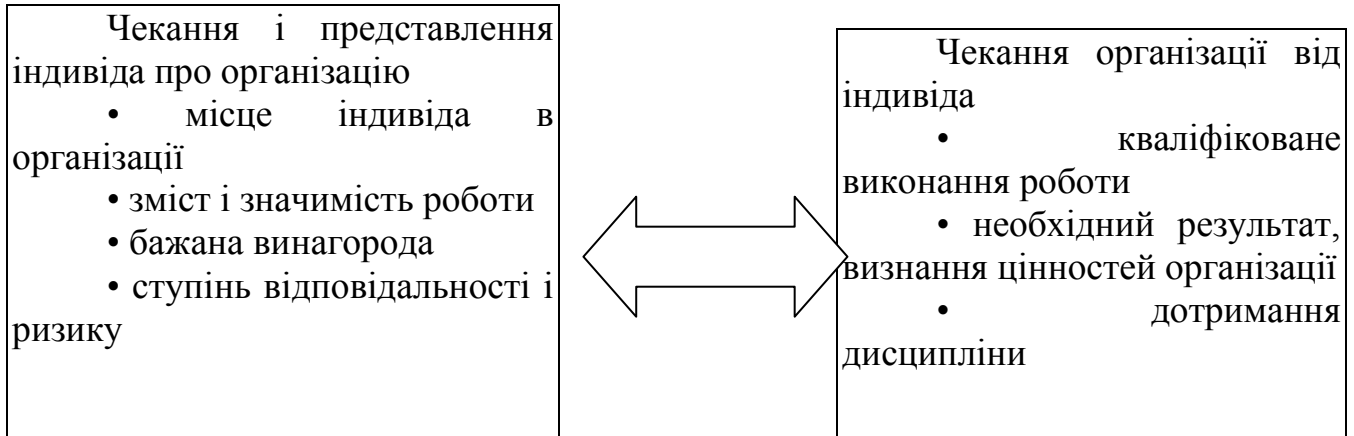 Чекання і представлення
індивіда про організацію
• місце індивіда в
організації
• зміст і значимість роботи
• бажана винагорода
• ступінь відповідальності і
ризику
Чекання організації від
індивіда
• кваліфіковане
виконання роботи
• необхідний результат,
визнання цінностей організації
• дотримання
дисципліни